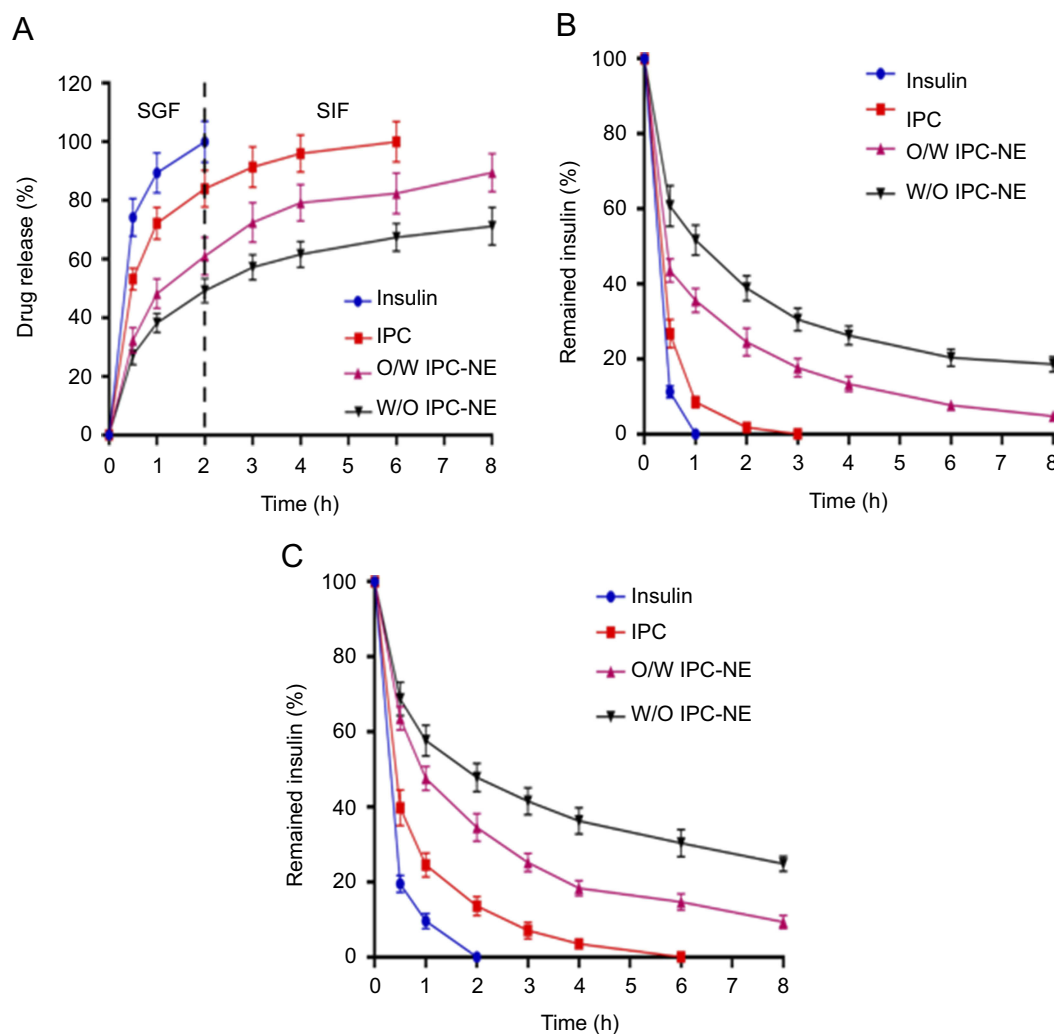 A
Drug release (%)
120
100
80
60
40
20
0
SGF
SIF
Insulin
IPC
O/W IPC-NE
W/O IPC-NE
0 1 2 3 4 5 6 7 8
Time (h)
B
Remained insulin (%)
100
80
60
40
20
0
Insulin
IPC
O/W IPC-NE
W/O IPC-NE
0 1 2 3 4 5 6 7 8
Time (h)
C
Remained insulin (%)
100
80
60
40
20
0
Insulin
IPC
O/W IPC-NE
W/O IPC-NE
0 1 2 3 4 5 6 7 8
Time (h)